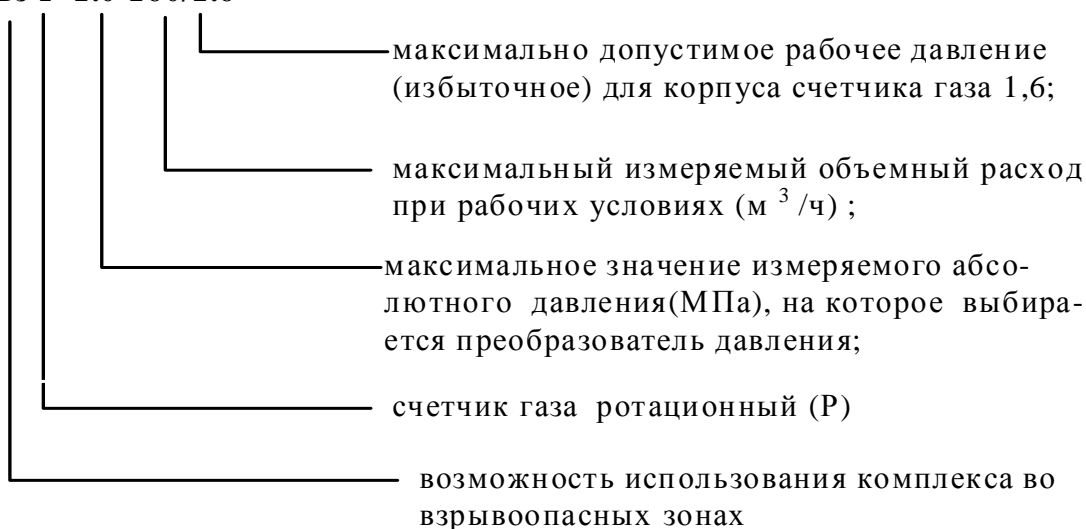 максимально допустимое рабочее давление
(избыточное) для корпуса счетчика газа 1,6;
максимальный измеряемый объемный расход
при рабочих условиях (м ³ /ч) ;
максимальное значение измеряемого абсо-
лютного давления(МПа), на которое выбира-
ется преобразователь давления;
счетчик газа ротационный (Р)
возможность использования комплекса во
взрывоопасных зонах